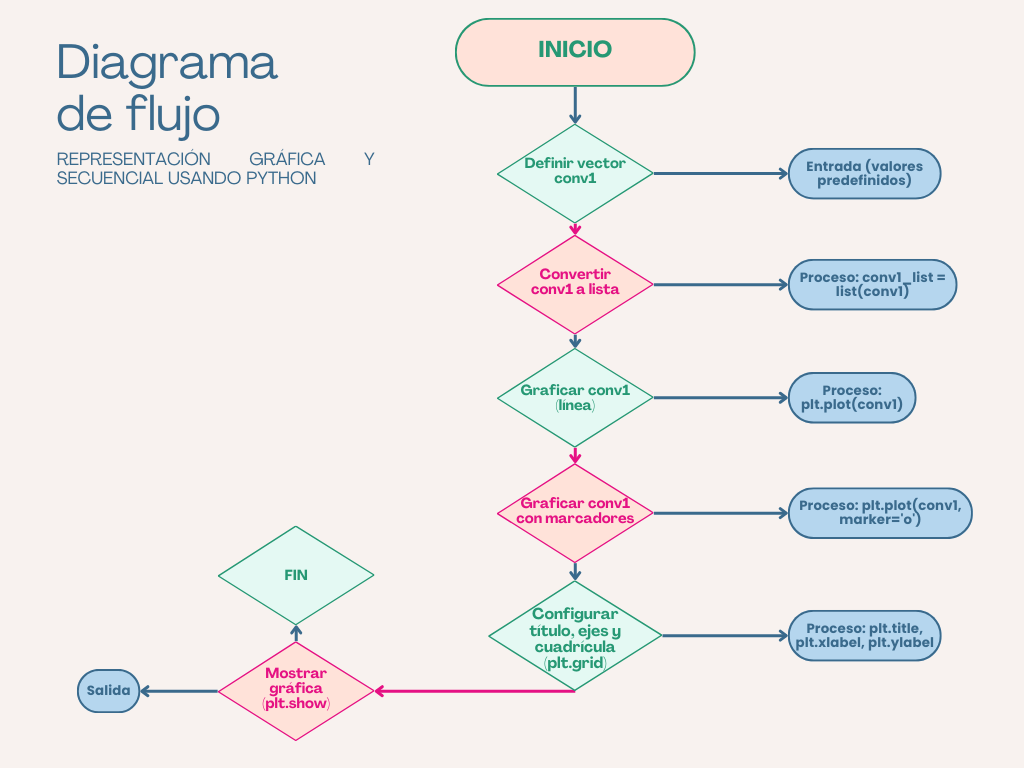 Diagrama
de flujo
REPRESENTACIÓN GRÁFICA Y
SECUENCIAL USANDO PYTHON
INICIO
Definir vector
conv1
Entrada (valores
predefinidos)
Convertir
conv1 a lista
Proceso: conv1_list =
list(conv1)
Graficar conv1
(línea)
Proceso:
plt.plot(conv1)
Graficar conv1
con marcadores
Proceso: plt.plot(conv1,
marker='o')
Configurar
título, ejes y
cuadrícula
(plt.grid)
Proceso: plt.title,
plt.xlabel, plt.ylabel
FIN
Mostrar
gráfica
(plt.show)
Salida